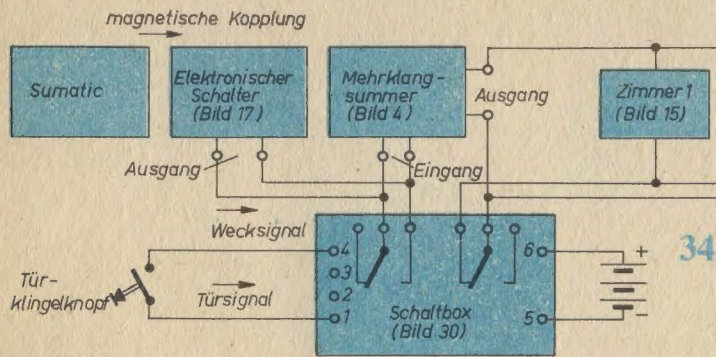 magnetische Kopplung
Sumatic
Elektronischer
Schalter
(Bild 17)
Mehrklang-
summer
(Bild 4)
Ausgang
Zimmer 1
(Bild 15)
Ausgang
Eingang
Wecksignal
Tür-
klingelknopf
Türsignal
4
3
2
1
Schaltbox
(Bild 30)
6
5
+
−
34